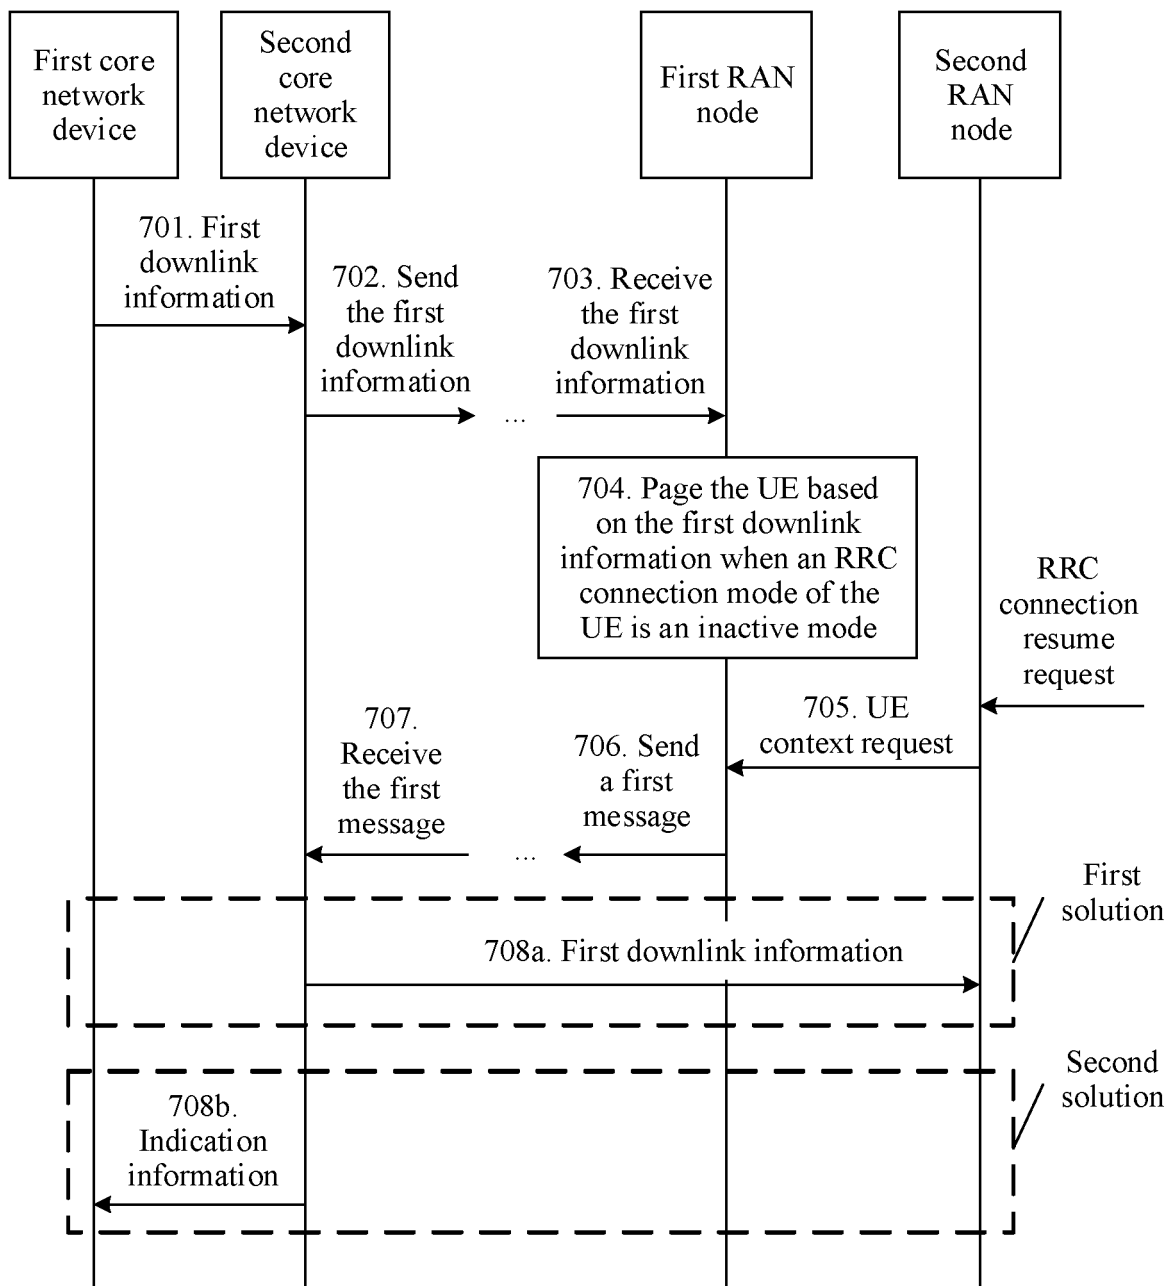 First core
network
device
Second
core
network
device
First RAN
node
Second
RAN
node
701. First
downlink
information
702. Send
the first
downlink
information
...
703. Receive
the first
downlink
information
704. Page the UE based
on the first downlink
information when an RRC
connection mode of the
UE is an inactive mode
RRC
connection
resume
request
705. UE
context request
706. Send
a first
message
...
707.
Receive
the first
message
First
solution
708a. First downlink information
Second
solution
708b.
Indication
information